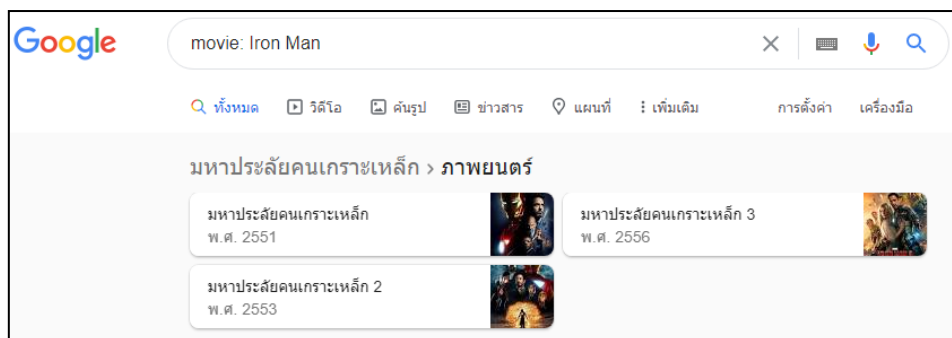 Google
movie: Iron Man
ทั้งหมด วิดีโอ ค้นรูป ข่าวสาร แผนที่ เพิ่มเติม การตั้งค่า เครื่องมือ
มหาประลัยคนเกราะเหล็ก > ภาพยนตร์
มหาประลัยคนเกราะเหล็ก
พ.ศ. 2551
มหาประลัยคนเกราะเหล็ก 3
พ.ศ. 2556
มหาประลัยคนเกราะเหล็ก 2
พ.ศ. 2553